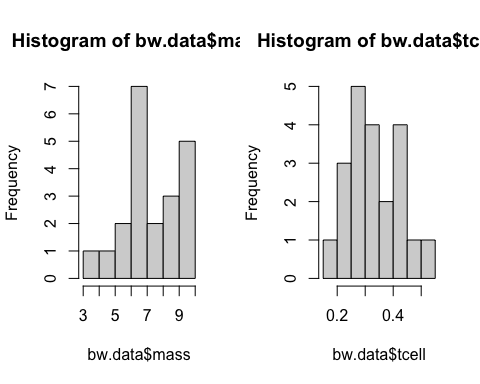 Histogram of bw.data$ma
Frequency
0 1 2 3 4 5 6 7
3 5 7 9
bw.data$mass
Histogram of bw.data$tc
Frequency
0 1 2 3 4 5
0.2 0.4
bw.data$tcell